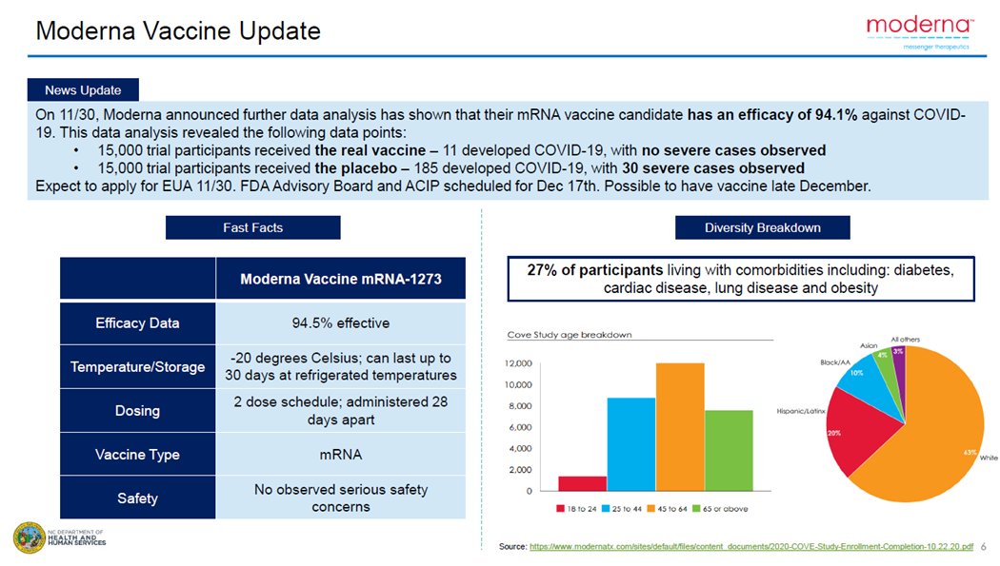 Moderna Vaccine Update
moderna™
messenger therapeutics
News Update
On 11/30, Moderna announced further data analysis has shown that their mRNA vaccine candidate has an efficacy of 94.1% against COVID-
19. This data analysis revealed the following data points:
• 15,000 trial participants received the real vaccine – 11 developed COVID-19, with no severe cases observed
• 15,000 trial participants received the placebo – 185 developed COVID-19, with 30 severe cases observed
Expect to apply for EUA 11/30. FDA Advisory Board and ACIP scheduled for Dec 17th. Possible to have vaccine late December.
Fast Facts
Moderna Vaccine mRNA-1273
Efficacy Data
94.5% effective
Temperature/Storage
-20 degrees Celsius; can last up to
30 days at refrigerated temperatures
Dosing
2 dose schedule; administered 28
days apart
Vaccine Type
mRNA
Safety
No observed serious safety
concerns
Diversity Breakdown
27% of participants living with comorbidities including: diabetes,
cardiac disease, lung disease and obesity
Cove Study age breakdown
12,000
10,000
8,000
6,000
4,000
2,000
0
18 to 24 25 to 44 45 to 64 65 or above
All others
3%
Asian
4%
Black/AA
10%
Hispanic/Latinx
20%
63%
White
NC DEPARTMENT OF
HEALTH AND
HUMAN SERVICES
Source: https://www.modernatx.com/sites/default/files/content_documents/2020-COVE-Study-Enrollment-Completion-10.22.20.pdf
6